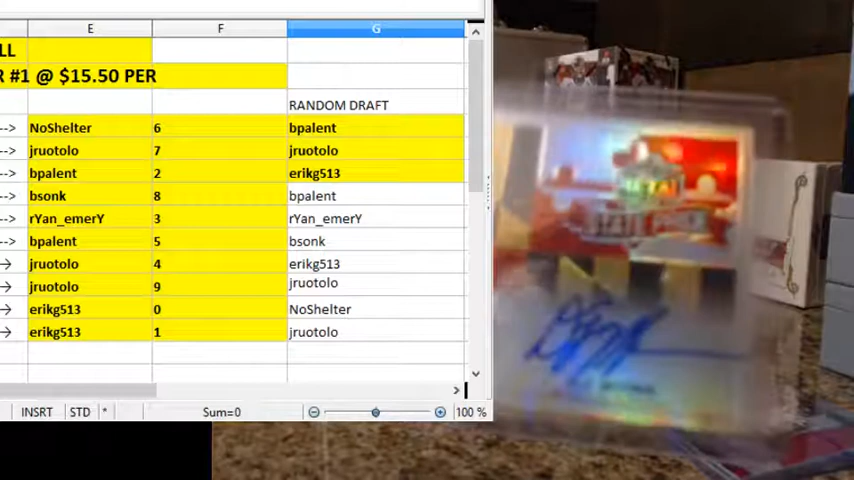 E F G
LL
R #1 @ $15.50 PER
RANDOM DRAFT
--> NoShelter 6 bpalent
--> jruotolo 7 jruotolo
--> bpalent 2 erikg513
--> bsonk 8 bpalent
--> rYan_emerY 3 rYan_emerY
--> bpalent 5 bsonk
→ jruotolo 4 erikg513
→ jruotolo 9 jruotolo
→ erikg513 0 NoShelter
→ erikg513 1 jruotolo
INSRT STD * Sum=0 100 %